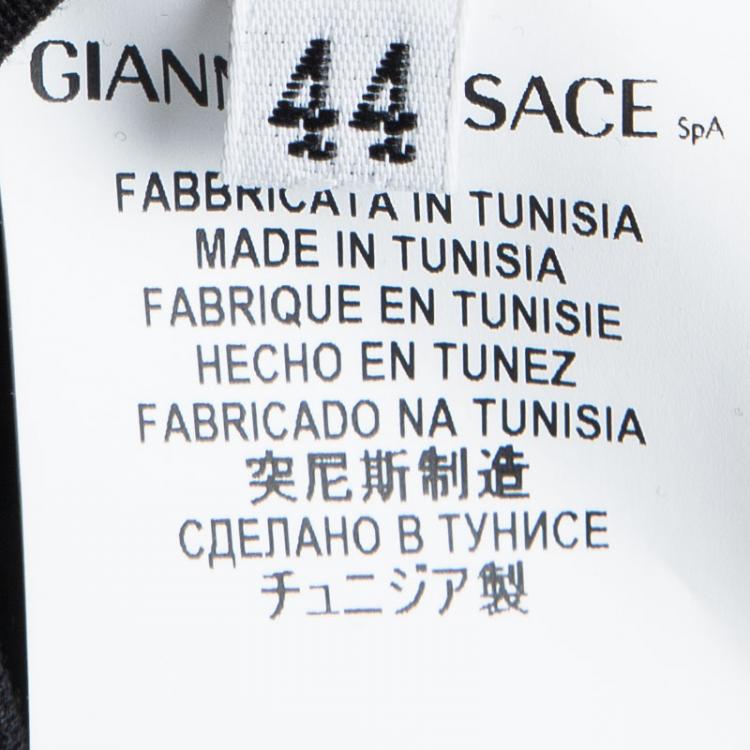 GIANN 44 SACE SpA
FABBRICATA IN TUNISIA
MADE IN TUNISIA
FABRIQUE EN TUNISIE
HECHO EN TUNEZ
FABRICADO NA TUNISIA
突尼斯制造
СДЕЛАНО В ТУНИСЕ
チュニジア製